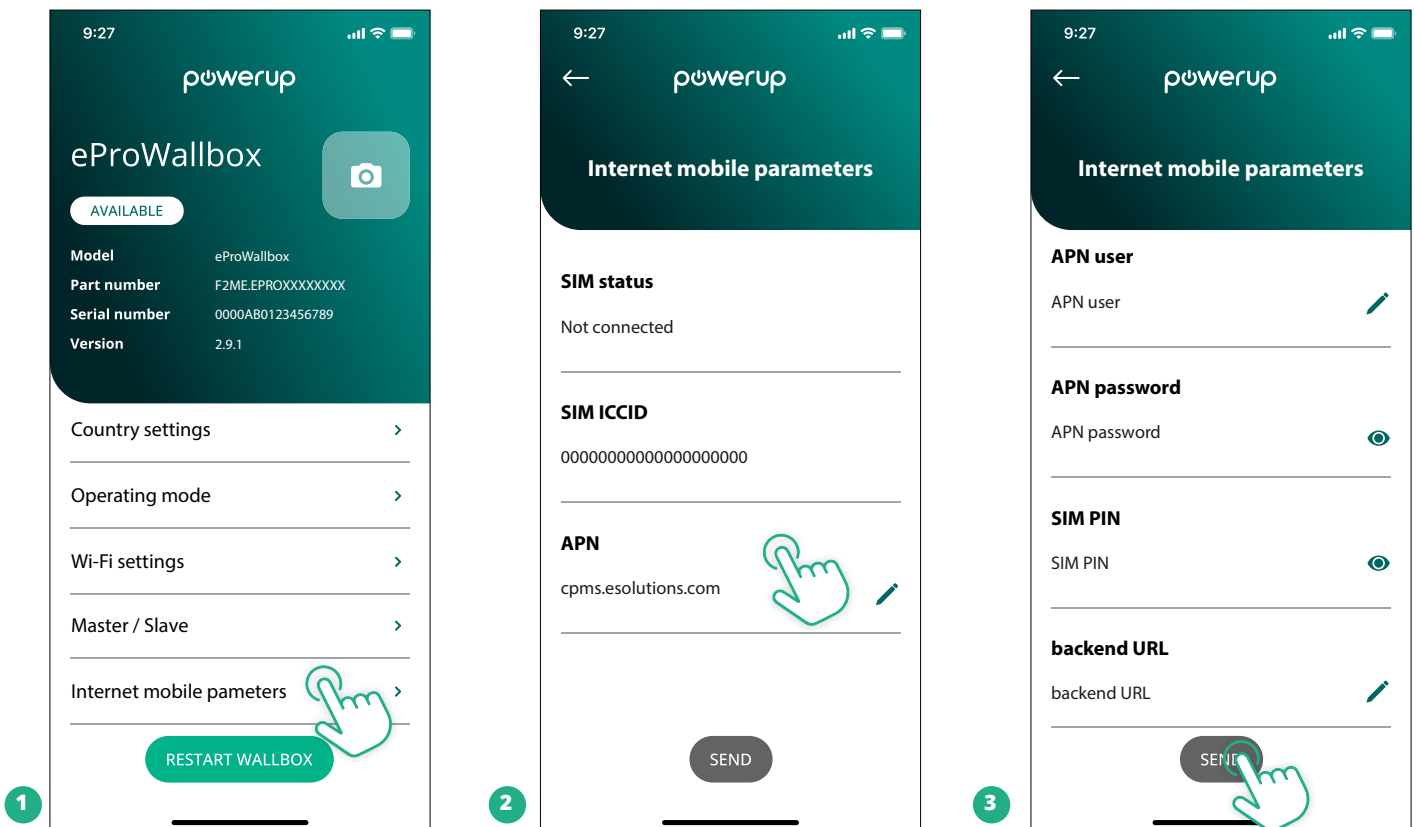 9:27
powerup
eProWallbox
AVAILABLE
Model eProWallbox
Part number F2ME.EPROXXXXXXXX
Serial number 0000AB0123456789
Version 2.9.1
Country settings
Operating mode
Wi-Fi settings
Master / Slave
Internet mobile pameters
RESTART WALLBOX
1
9:27
powerup
Internet mobile parameters
SIM status
Not connected
SIM ICCID
00000000000000000000
APN
cpms.esolutions.com
SEND
2
9:27
powerup
Internet mobile parameters
APN user
APN user
APN password
APN password
SIM PIN
SIM PIN
backend URL
backend URL
SEND
3